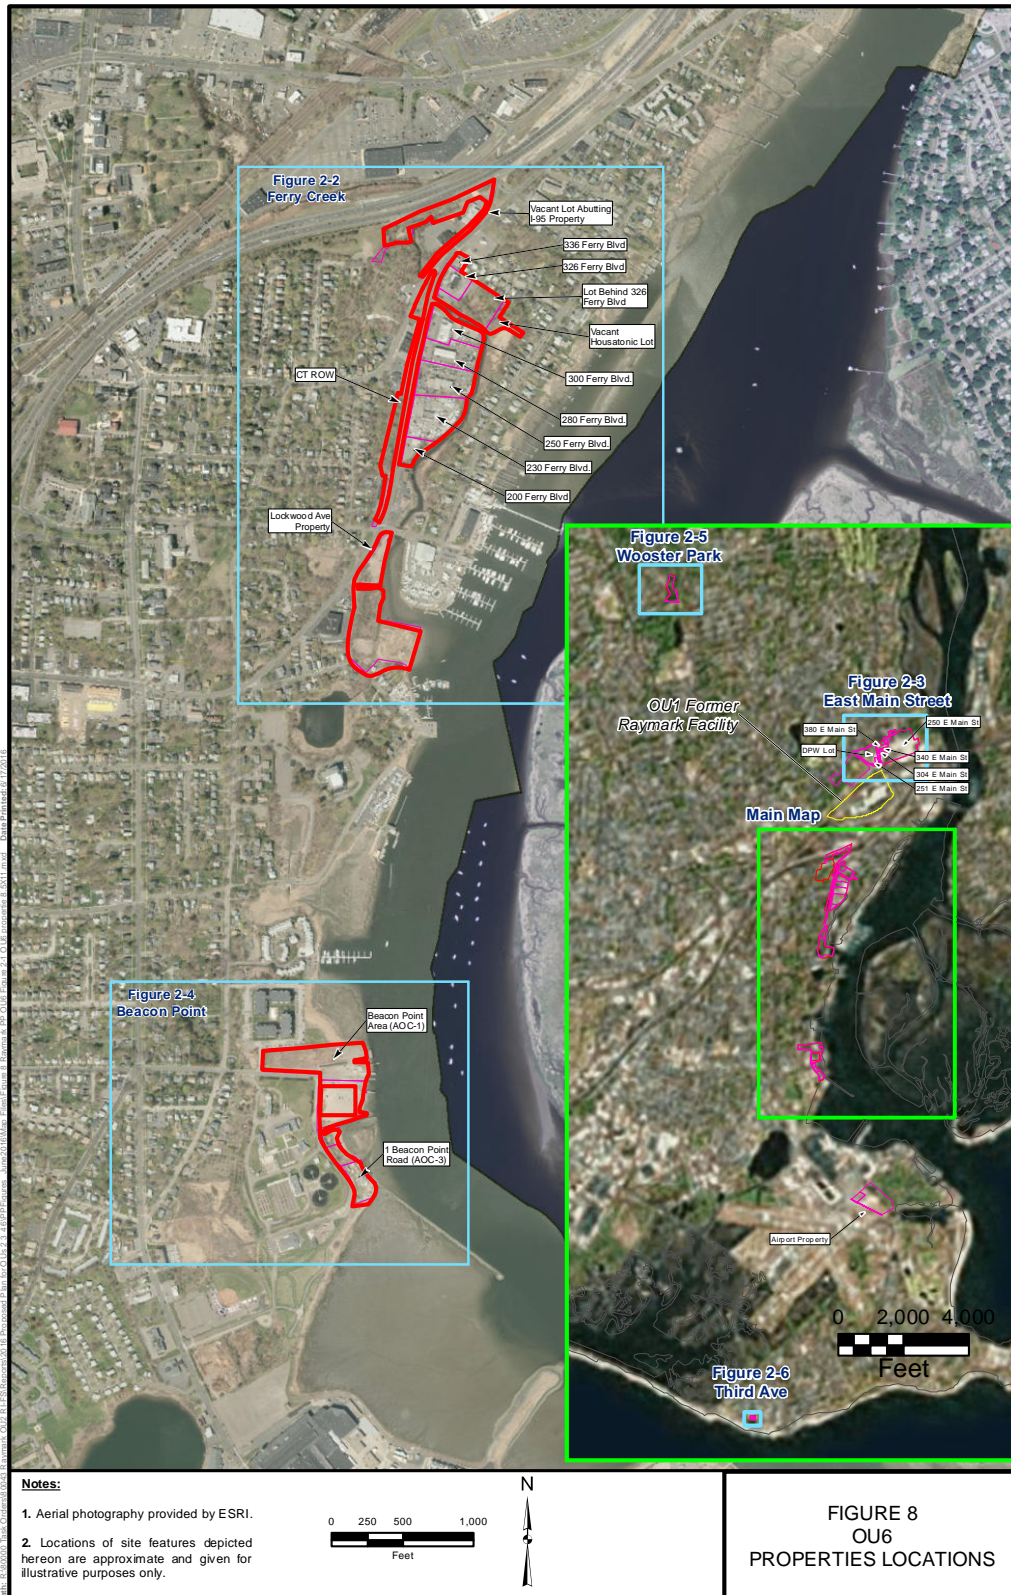 Figure 2-2
Ferry Creek
Vacant Lot Abutting
I-95 Property
336 Ferry Blvd
326 Ferry Blvd
Lot Behind 326
Ferry Blvd
Vacant
Housatonic Lot
300 Ferry Blvd.
CT ROW
280 Ferry Blvd.
250 Ferry Blvd.
230 Ferry Blvd.
200 Ferry Blvd
Lockwood Ave
Property
Figure 2-5
Wooster Park
Figure 2-3
East Main Street
OU1 Former
Raymark Facility
380 E Main St
250 E Main St
DPW Lot
340 E Main St
304 E Main St
251 E Main St
Main Map
Figure 2-4
Beacon Point
Beacon Point
Area (AOC-1)
1 Beacon Point
Road (AOC-3)
Airport Property
0 2,000 4,000
Feet
Figure 2-6
Third Ave
Notes:
1. Aerial photography provided by ESRI.
2. Locations of site features depicted
hereon are approximate and given for
illustrative purposes only.
0 250 500 1,000
Feet
N
FIGURE 8
OU6
PROPERTIES LOCATIONS